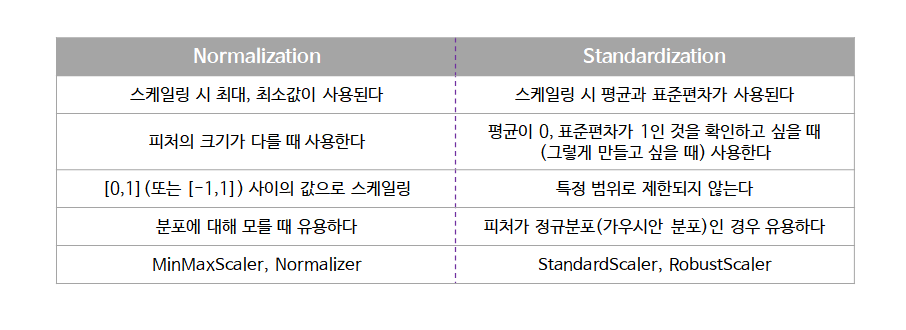 Normalization
Standardization
스케일링 시 최대, 최소값이 사용된다
스케일링 시 평균과 표준편차가 사용된다
피처의 크기가 다를 때 사용한다
평균이 0, 표준편차가 1인 것을 확인하고 싶을 때
(그렇게 만들고 싶을 때) 사용한다
[0,1](또는 [-1,1]) 사이의 값으로 스케일링
특정 범위로 제한되지 않는다
분포에 대해 모를 때 유용하다
피처가 정규분포(가우시안 분포)인 경우 유용하다
MinMaxScaler, Normalizer
StandardScaler, RobustScaler